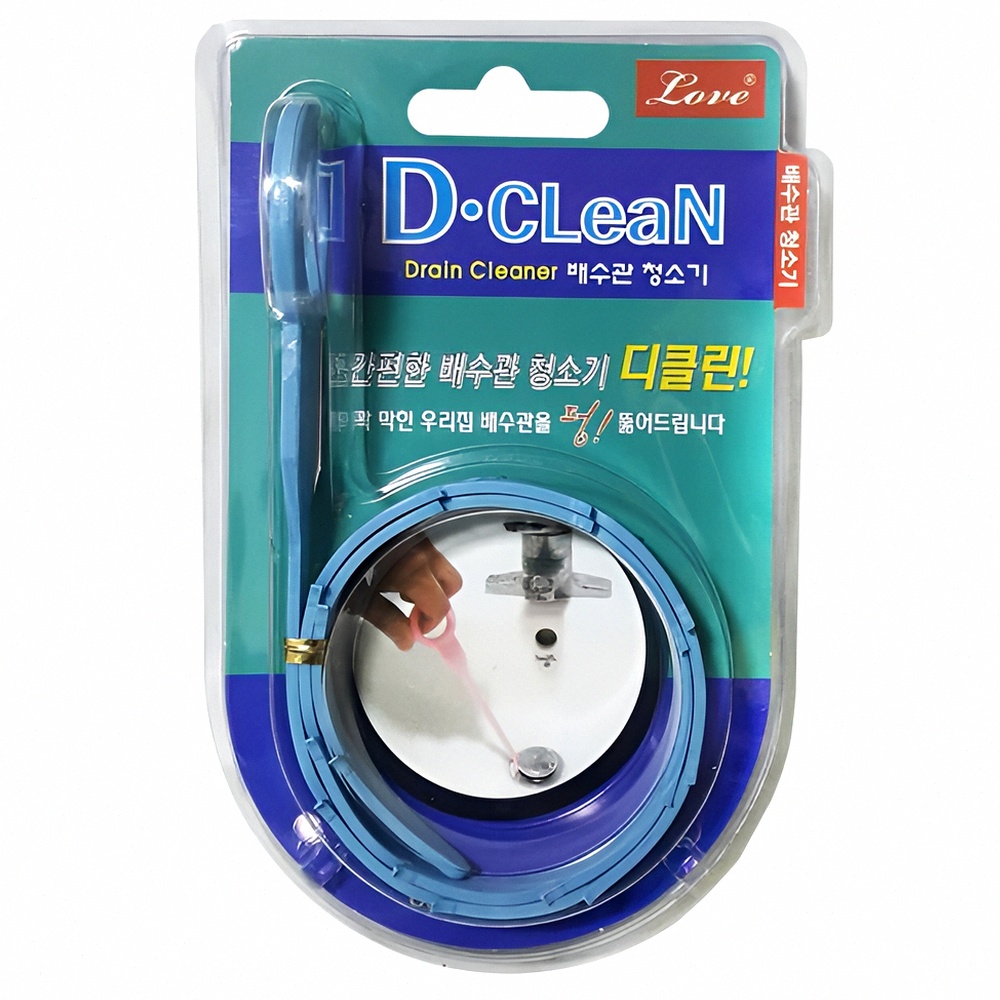 Love®
D·CLeaN
Drain Cleaner 배수관 청소기
배수관 청소기
간편한 배수관 청소기 디클린!
꽉 막인 우리집 배수관을 펑! 뚫어드립니다